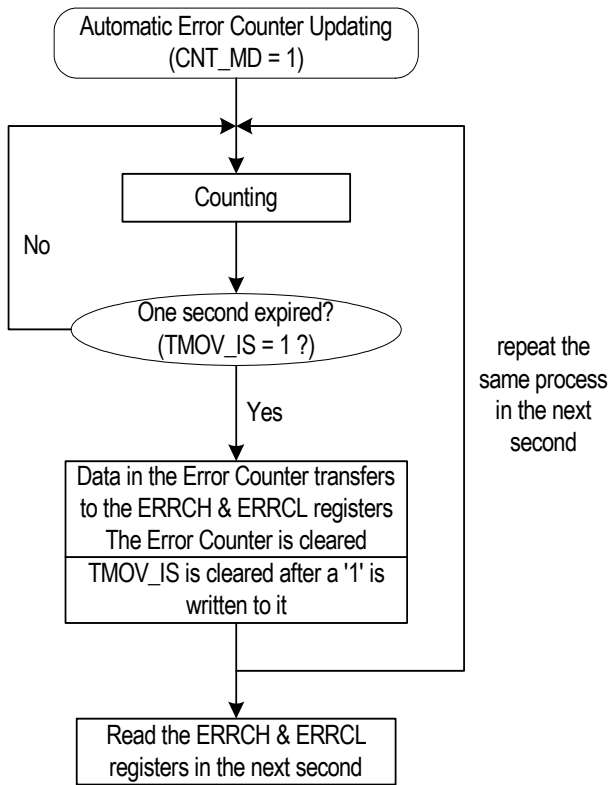 Automatic Error Counter Updating
(CNT_MD = 1)
Counting
No
One second expired?
(TMOV_IS = 1 ?)
repeat the
same process
in the next
second
Yes
Data in the Error Counter transfers
to the ERRCH & ERRCL registers
The Error Counter is cleared
TMOV_IS is cleared after a '1' is
written to it
Read the ERRCH & ERRCL
registers in the next second